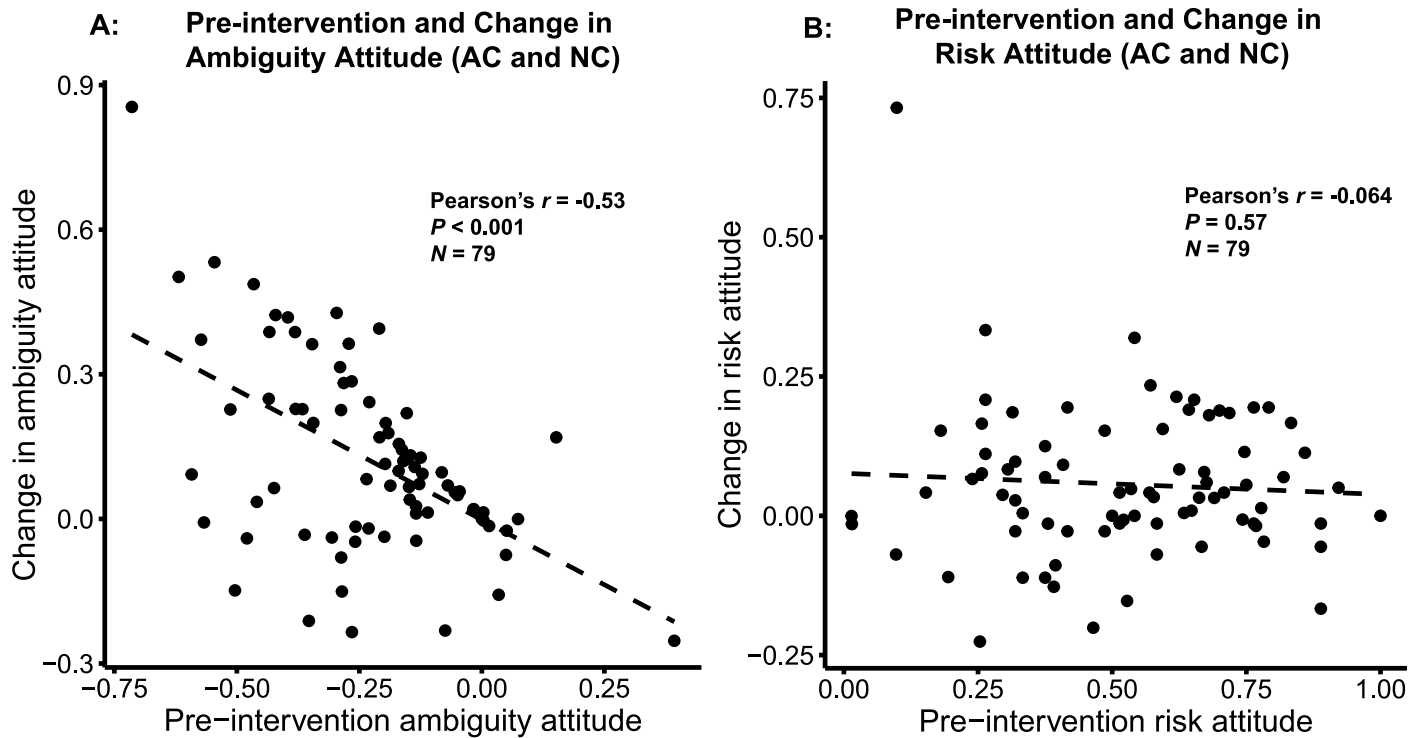 A: Pre-intervention and Change in
Ambiguity Attitude (AC and NC)
0.9
0.6
0.3
0.0
−0.3
Change in ambiguity attitude
Pearson’s r = -0.53
P < 0.001
N = 79
−0.75 −0.50 −0.25 0.00 0.25
Pre−intervention ambiguity attitude
B: Pre-intervention and Change in
Risk Attitude (AC and NC)
0.75
0.50
0.25
0.00
−0.25
Change in risk attitude
Pearson’s r = -0.064
P = 0.57
N = 79
0.00 0.25 0.50 0.75 1.00
Pre−intervention risk attitude